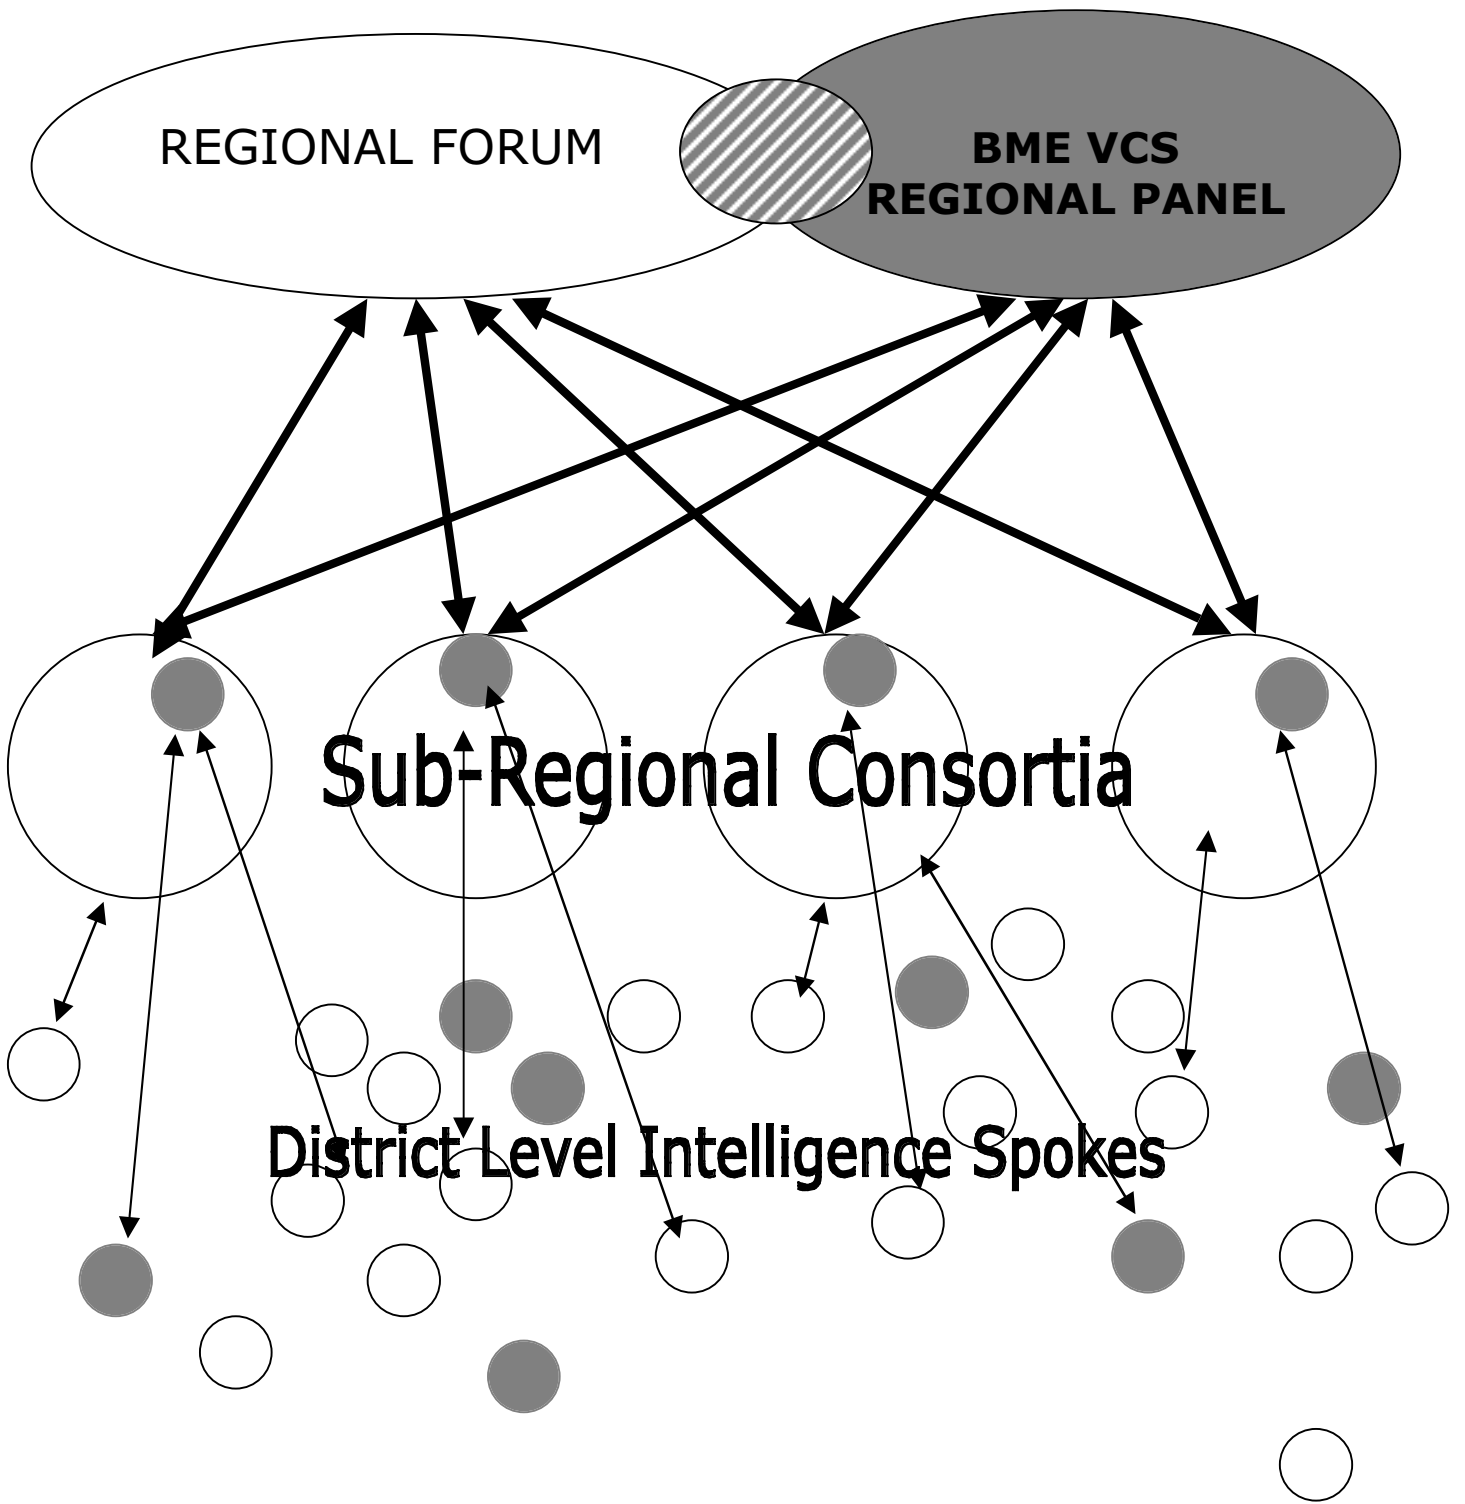 REGIONAL FORUM
BME VCS
REGIONAL PANEL
Sub-Regional Consortia
District Level Intelligence Spokes